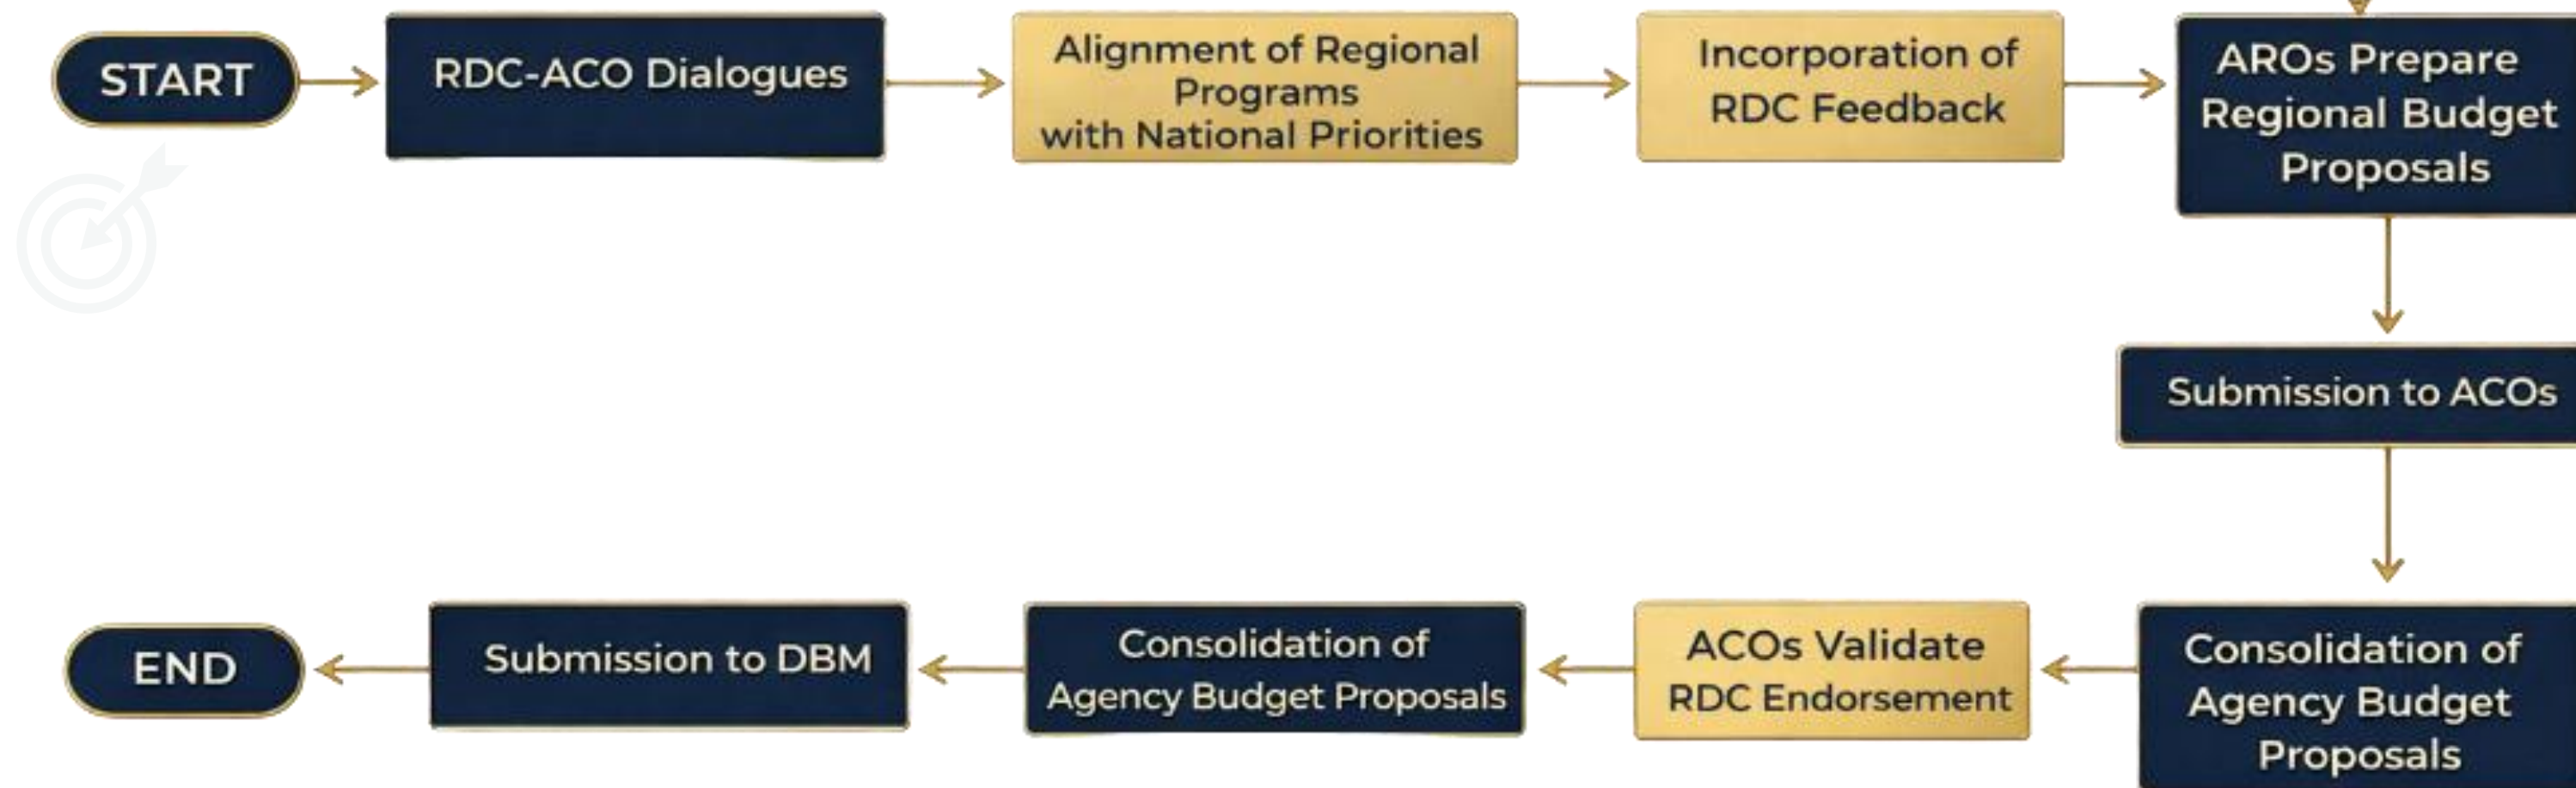 START
RDC-ACO Dialogues
Alignment of Regional
Programs
with National Priorities
Incorporation of
RDC Feedback
AROs Prepare
Regional Budget
Proposals
Submission to ACOs
Consolidation of
Agency Budget
Proposals
ACOs Validate
RDC Endorsement
Consolidation of
Agency Budget Proposals
Submission to DBM
END